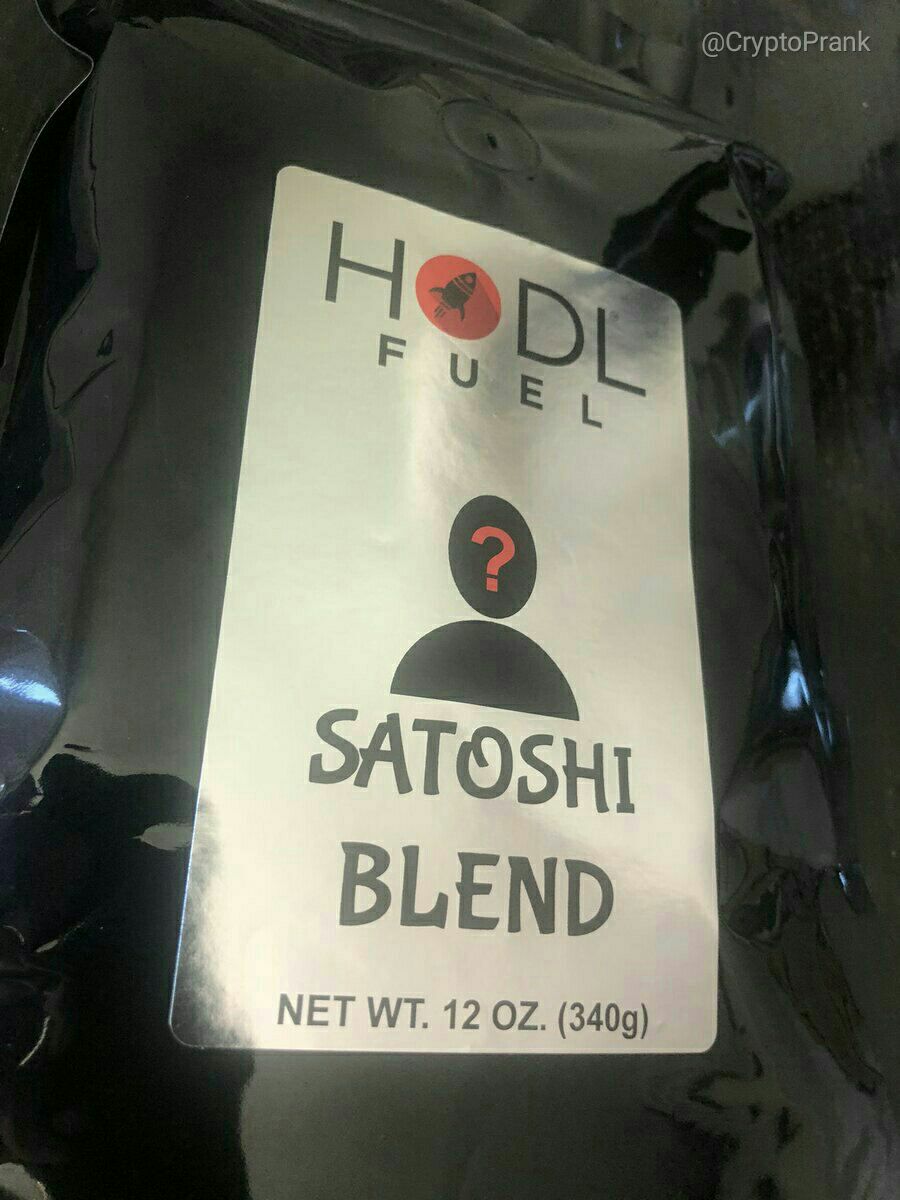 @CryptoPrank
HODL
FUEL
?
SATOSHI
BLEND
NET WT. 12 OZ. (340g)